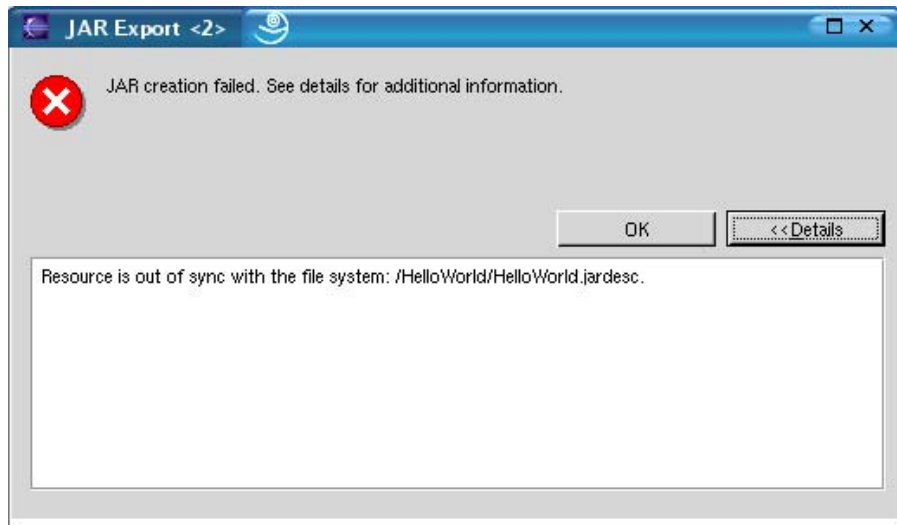 JAR Export <2>
JAR creation failed. See details for additional information.
OK
<<Details
Resource is out of sync with the file system: /HelloWorld/HelloWorld.jardesc.